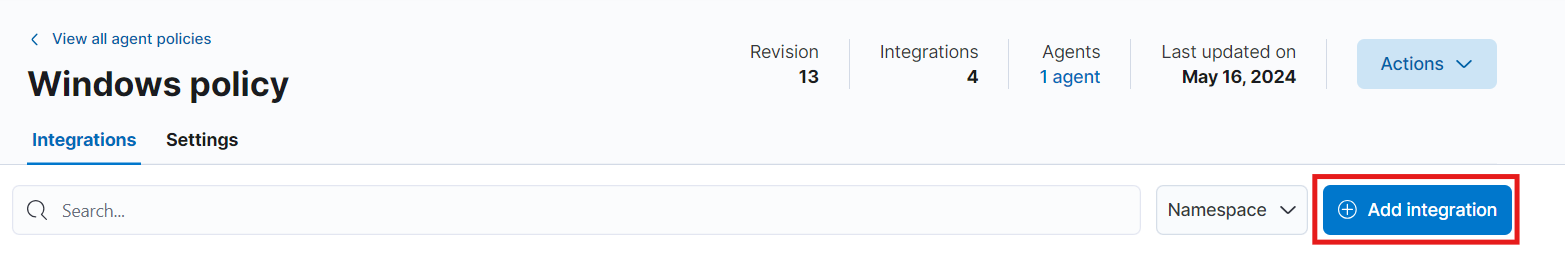 View all agent policies
Windows policy
Revision
13
Integrations
4
Agents
1 agent
Last updated on
May 16, 2024
Actions
Integrations
Settings
Search...
Namespace
Add integration